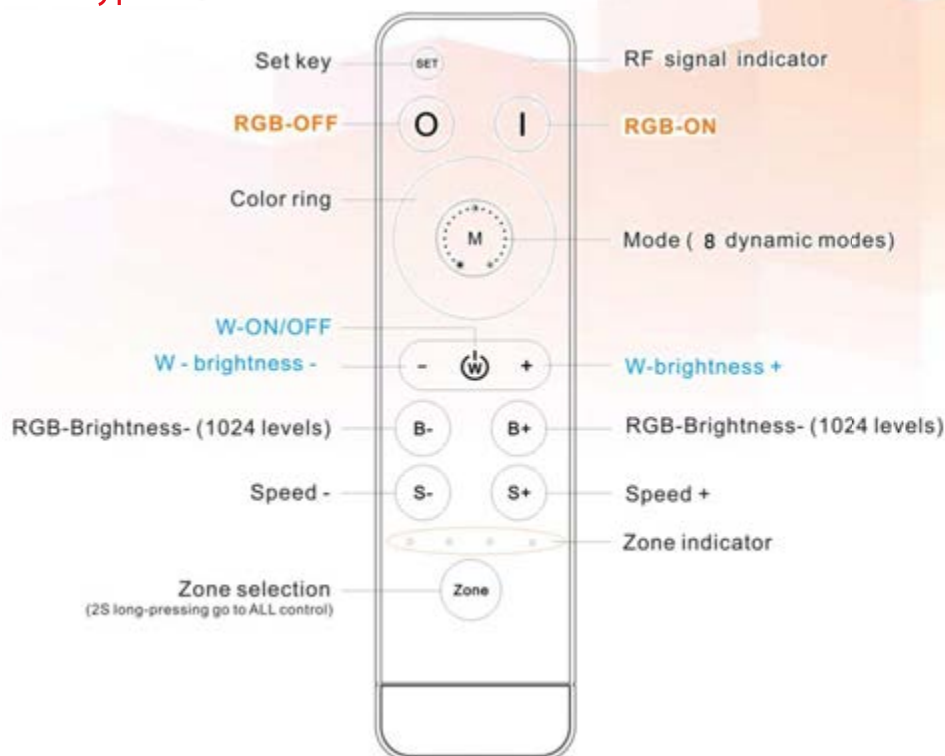 Set key
SET
RF signal indicator
RGB-OFF
O
I
RGB-ON
Color ring
M
Mode ( 8 dynamic modes)
W-ON/OFF
W - brightness -
-
W
+
W-brightness +
RGB-Brightness- (1024 levels)
B-
B+
RGB-Brightness- (1024 levels)
Speed -
S-
S+
Speed +
Zone indicator
Zone selection
(2S long-pressing go to ALL control)
Zone